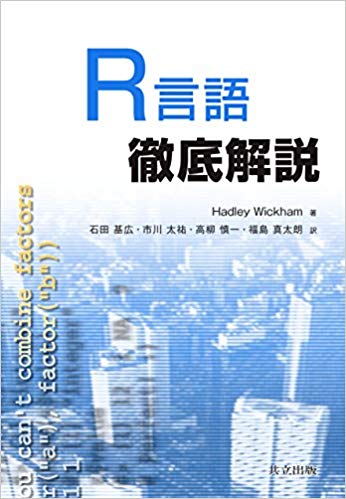 R言語
徹底解説
Hadley Wickham 著
石田 基広・市川 太祐・高柳 慎一・福島 真太朗 訳
ou can't combine factors
r("a"), factor("b"))
"integer"
共立出版